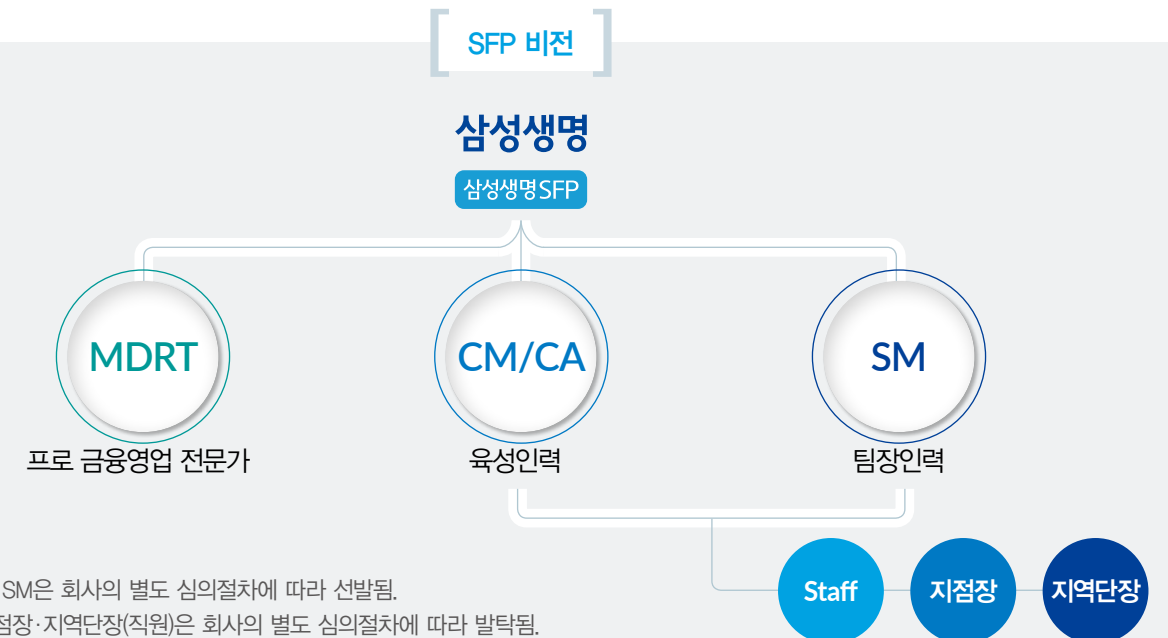 SFP 비전
삼성생명
삼성생명SFP
MDRT
CM/CA
SM
프로 금융영업 전문가
육성인력
팀장인력
Staff
지점장
지역단장
SM은 회사의 별도 심의절차에 따라 선발됨.
점장·지역단장(직원)은 회사의 별도 심의절차에 따라 발탁됨.